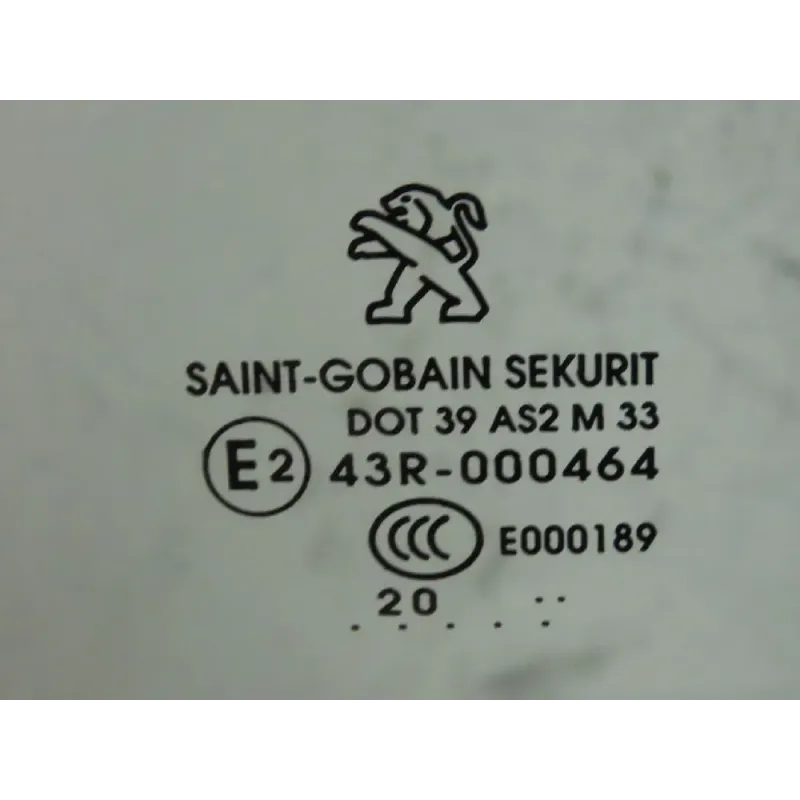 SAINT-GOBAIN SEKURIT
DOT 39 AS2 M 33
E2 43R-000464
CCC E000189
20